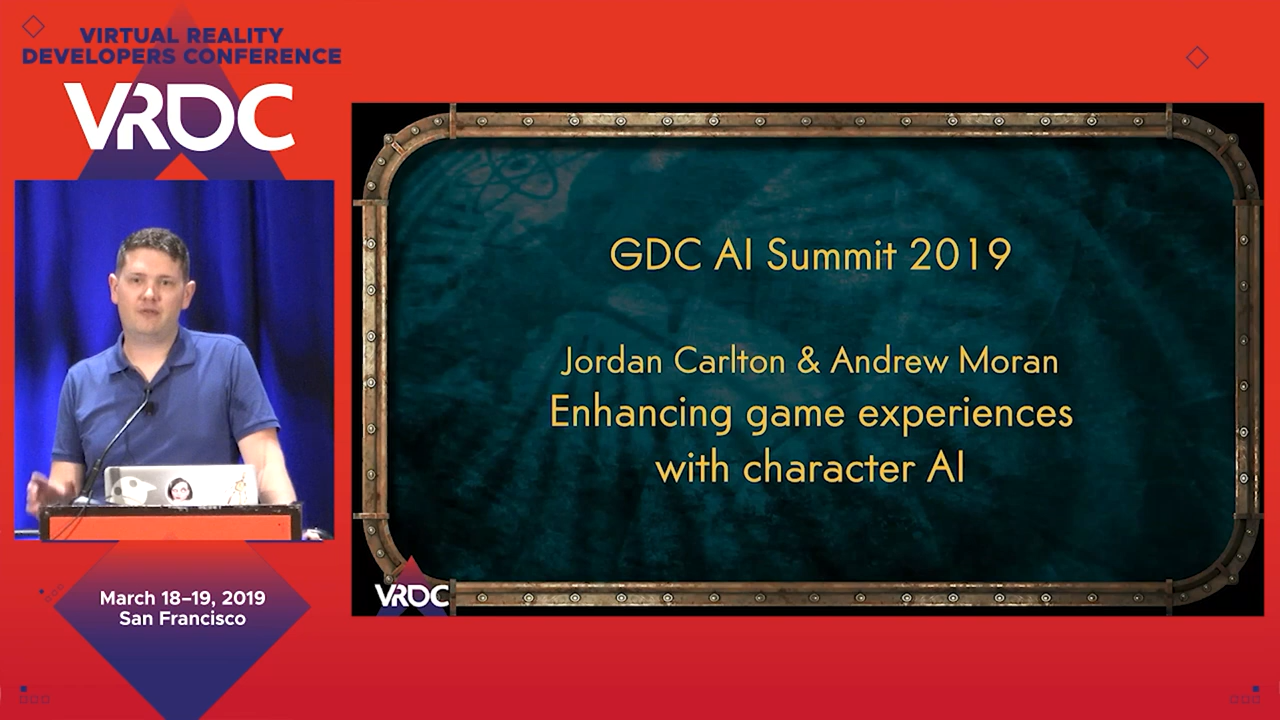 VIRTUAL REALITY
DEVELOPERS CONFERENCE
VRDC
March 18–19, 2019
San Francisco
GDC AI Summit 2019
Jordan Carlton & Andrew Moran
Enhancing game experiences
with character AI
VRDC